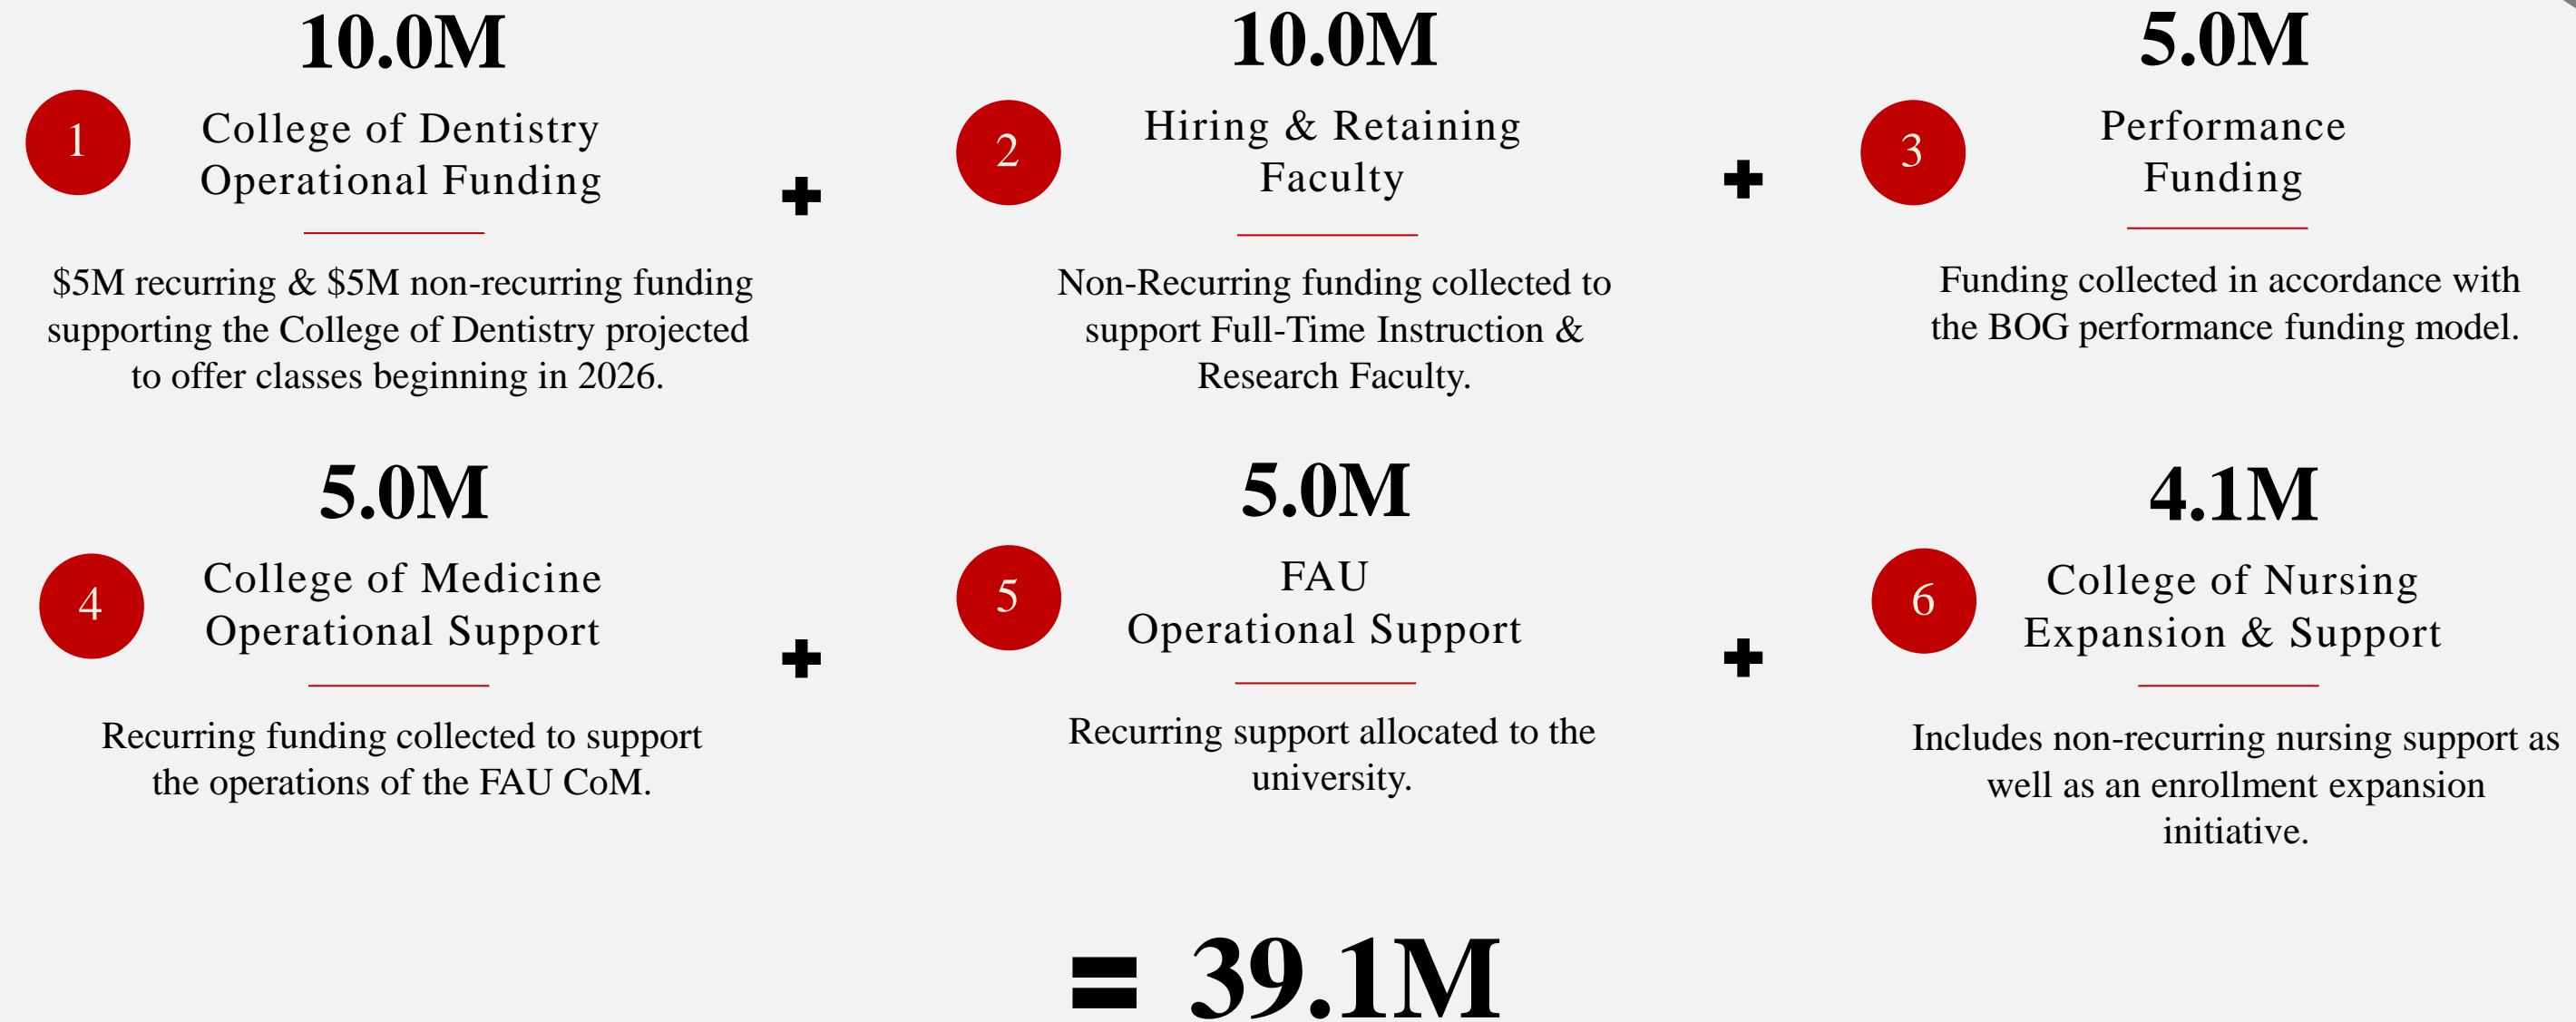 10.0M
1
College of Dentistry
Operational Funding
$5M recurring & $5M non-recurring funding
supporting the College of Dentistry projected
to offer classes beginning in 2026.
+
10.0M
2
Hiring & Retaining
Faculty
Non-Recurring funding collected to
support Full-Time Instruction &
Research Faculty.
+
5.0M
3
Performance
Funding
Funding collected in accordance with
the BOG performance funding model.
5.0M
4
College of Medicine
Operational Support
Recurring funding collected to support
the operations of the FAU CoM.
+
5.0M
5
FAU
Operational Support
Recurring support allocated to the
university.
+
4.1M
6
College of Nursing
Expansion & Support
Includes non-recurring nursing support as
well as an enrollment expansion
initiative.
= 39.1M